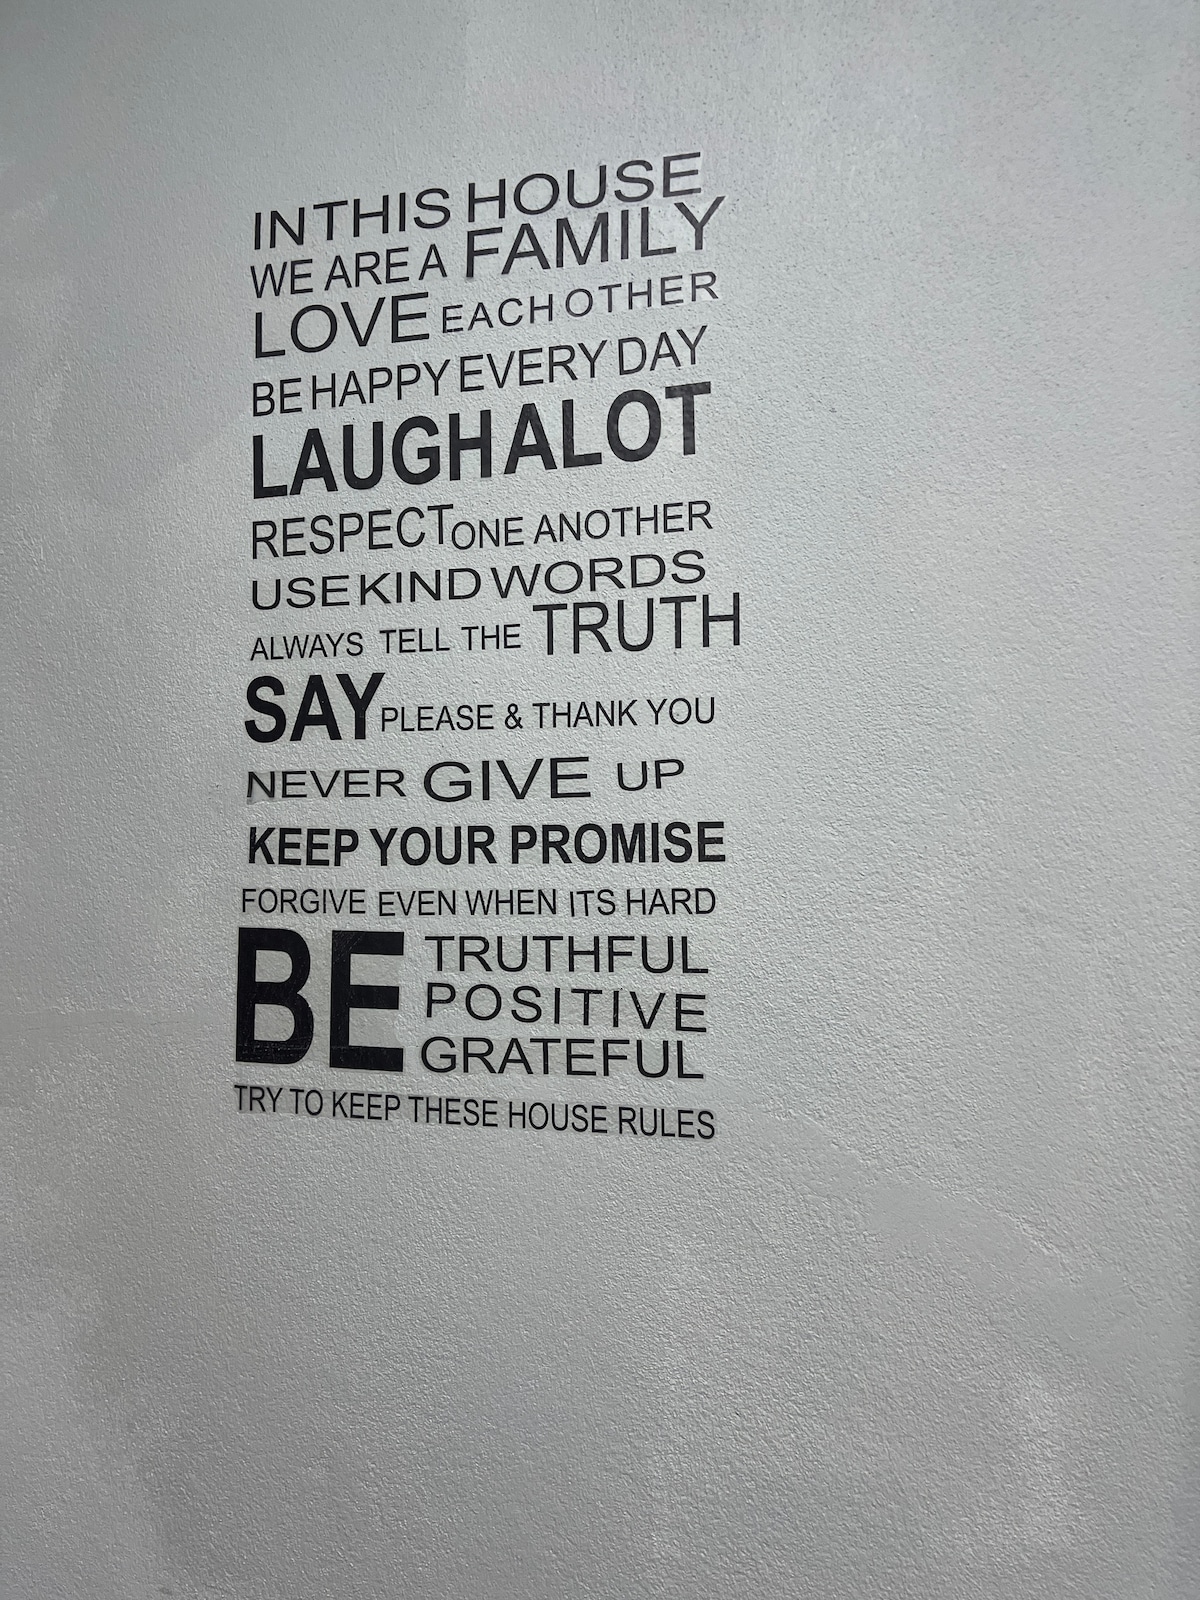 IN THIS HOUSE
WE ARE A FAMILY
LOVE EACH OTHER
BE HAPPY EVERY DAY
LAUGH A LOT
RESPECT ONE ANOTHER
USE KIND WORDS
ALWAYS TELL THE TRUTH
SAY PLEASE & THANK YOU
NEVER GIVE UP
KEEP YOUR PROMISE
FORGIVE EVEN WHEN ITS HARD
BE TRUTHFUL
POSITIVE
GRATEFUL
TRY TO KEEP THESE HOUSE RULES